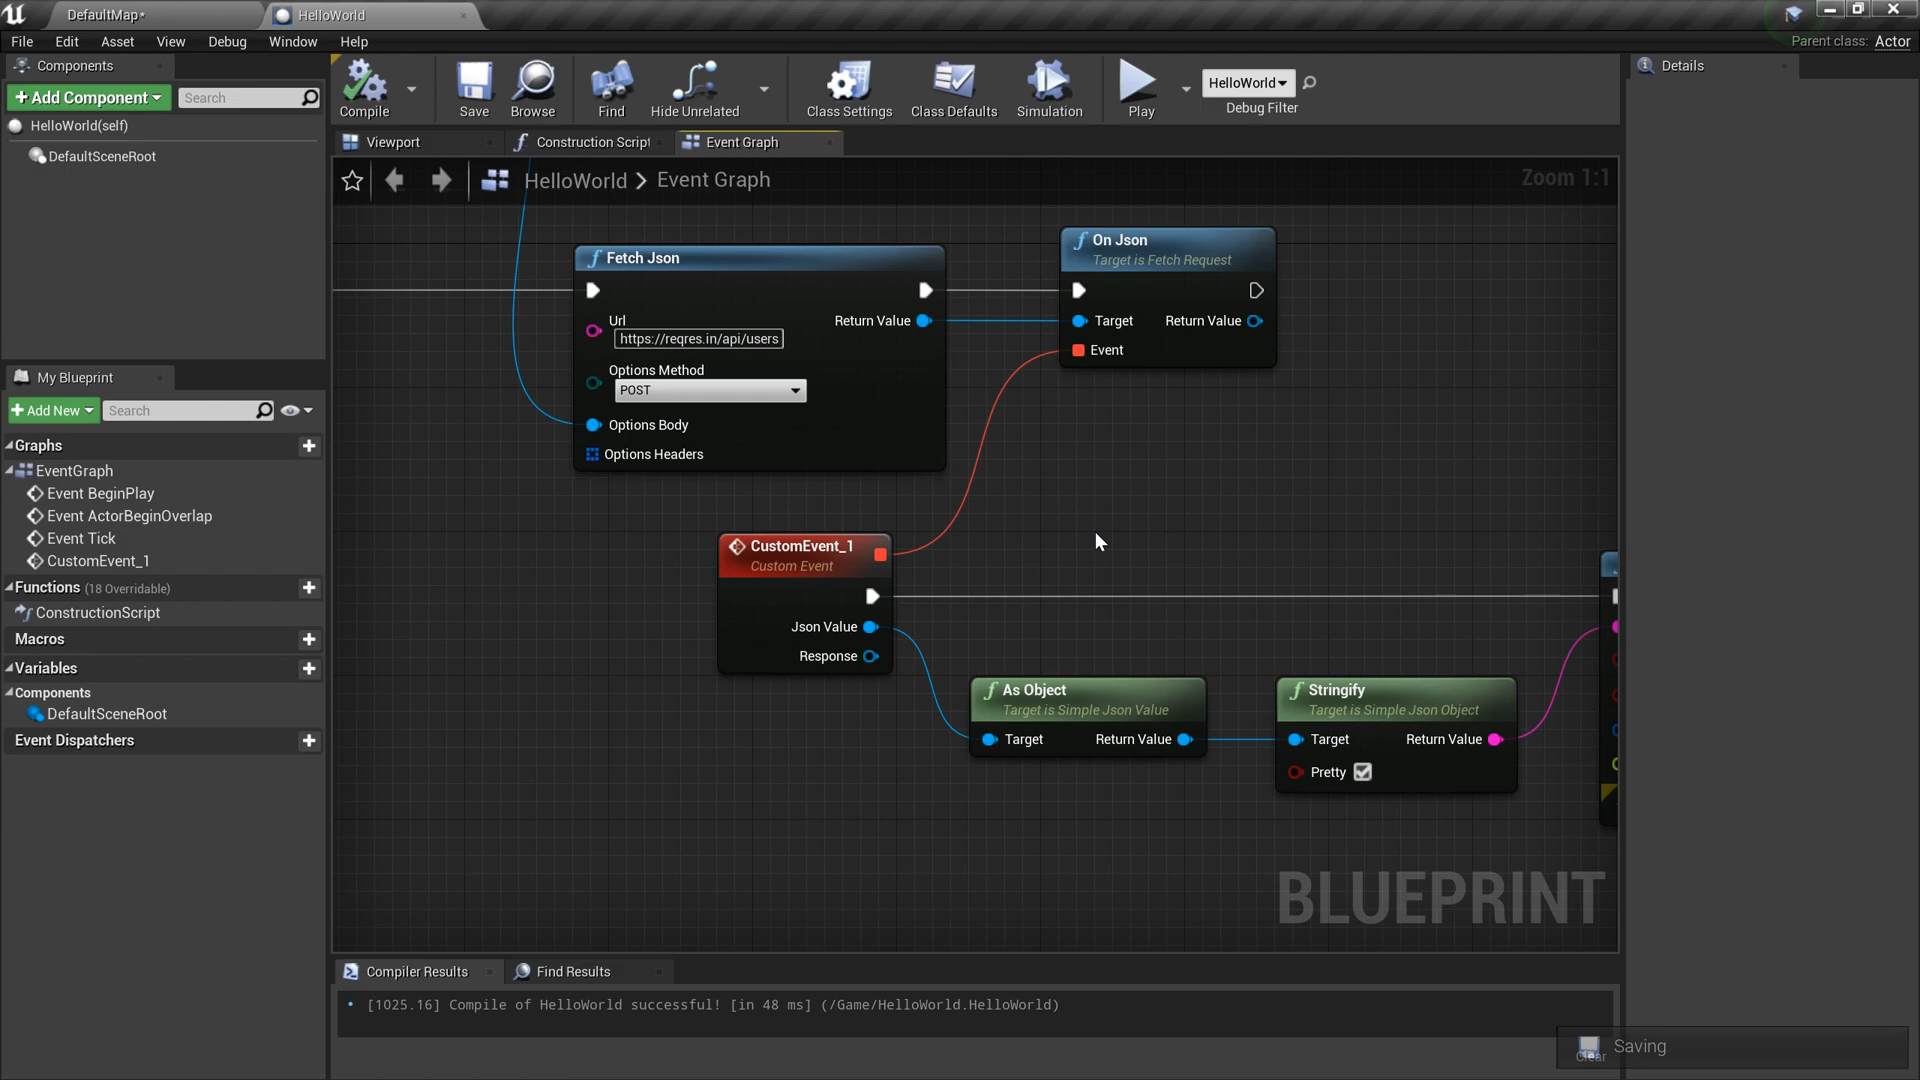 DefaultMap*
HelloWorld
File Edit Asset View Debug Window Help
Parent class: Actor
Components
Details
+ Add Component
Search
Compile
Save
Browse
Find
Hide Unrelated
Class Settings
Class Defaults
Simulation
Play
HelloWorld
Debug Filter
HelloWorld(self)
DefaultSceneRoot
Viewport
Construction Script
Event Graph
HelloWorld > Event Graph
Zoom 1:1
Fetch Json
Url
https://reqres.in/api/users
Return Value
Options Method
POST
Options Body
Options Headers
On Json
Target is Fetch Request
Target
Return Value
Event
My Blueprint
+ Add New
Search
Graphs
EventGraph
Event BeginPlay
Event ActorBeginOverlap
Event Tick
CustomEvent_1
Functions (18 Overridable)
ConstructionScript
Macros
Variables
Components
DefaultSceneRoot
Event Dispatchers
CustomEvent_1
Custom Event
Json Value
Response
As Object
Target is Simple Json Value
Target
Return Value
Stringify
Target is Simple Json Object
Target
Return Value
Pretty
BLUEPRINT
Compiler Results
Find Results
[1025.16] Compile of HelloWorld successful! [in 48 ms] (/Game/HelloWorld.HelloWorld)
Clear
Saving